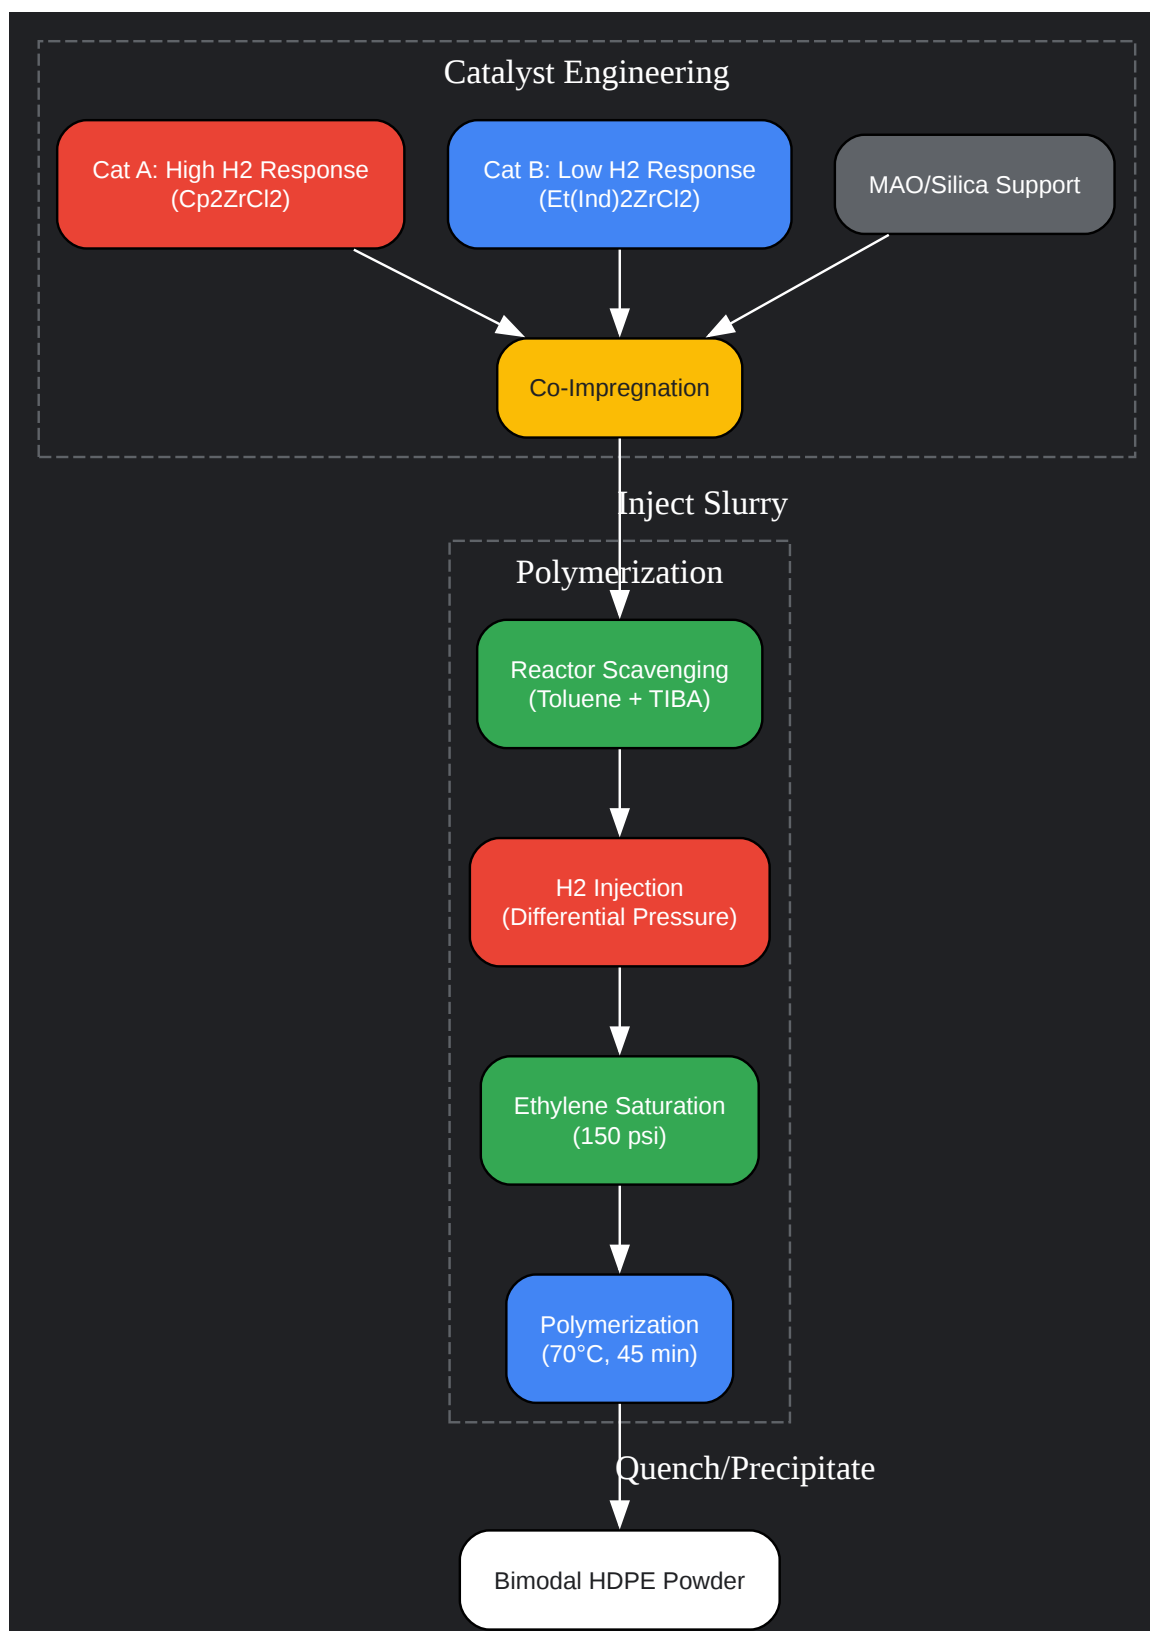 Catalyst Engineering
Cat A: High H2 Response
(Cp2ZrCl2)
Cat B: Low H2 Response
(Et(Ind)2ZrCl2)
MAO/Silica Support
Co-Impregnation
Inject Slurry
Polymerization
Reactor Scavenging
(Toluene + TIBA)
H2 Injection
(Differential Pressure)
Ethylene Saturation
(150 psi)
Polymerization
(70°C, 45 min)
Quench/Precipitate
Bimodal HDPE Powder